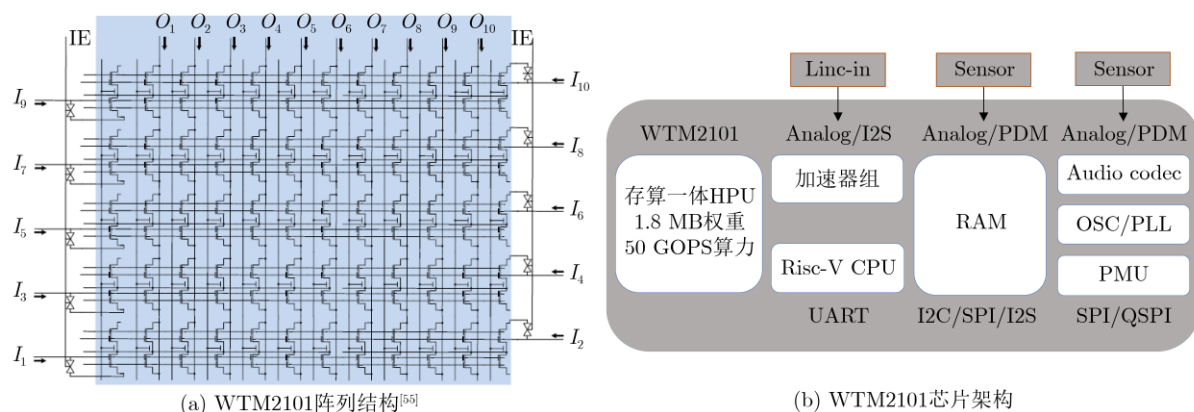 O1 O2 O3 O4 O5 O6 O7 O8 O9 O10
IE IE
I10
I9
I8
I7
I6
I5
I4
I3
I2
I1
(a) WTM2101阵列结构[55]
Linc-in Sensor Sensor
WTM2101 Analog/I2S Analog/PDM Analog/PDM
存算一体HPU
1.8 MB权重
50 GOPS算力
加速器组
Risc-V CPU
UART
RAM
I2C/SPI/I2S
Audio codec
OSC/PLL
PMU
SPI/QSPI
(b) WTM2101芯片架构